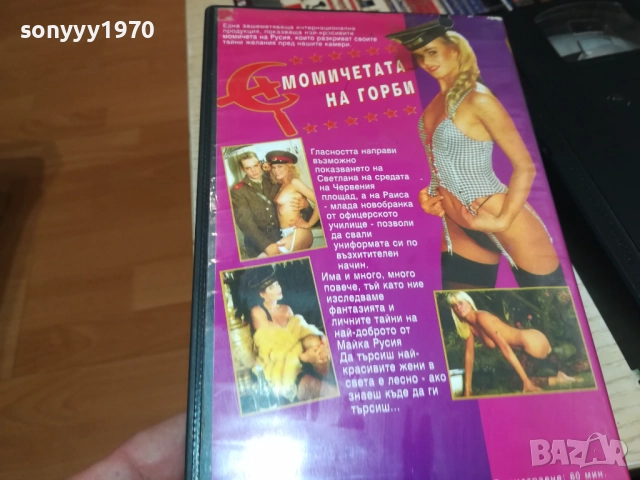 sonyyy1970
Една зашеметяваща интернационална
продукция, показваща най-красивите
момичета на Русия, които разкриват своите
тайни желания пред нашите камери.
МОМИЧЕТАТА
НА ГОРБИ
Гласността направи
възможно
показването на
Светлана на средата
на Червения
площад, а на Раиса
- млада новобранка
от офицерското
училище - позволи
да свали
униформата си по
възхитителен
начин.
Има и много, много
повече, тъй като ние
изследваме
фантазията и
личните тайни на
най-доброто от
Майка Русия
Да търсиш най-
красивите жени в
света е лесно - ако
знаеш къде да ги
търсиш...
60 мин.
BAZAR